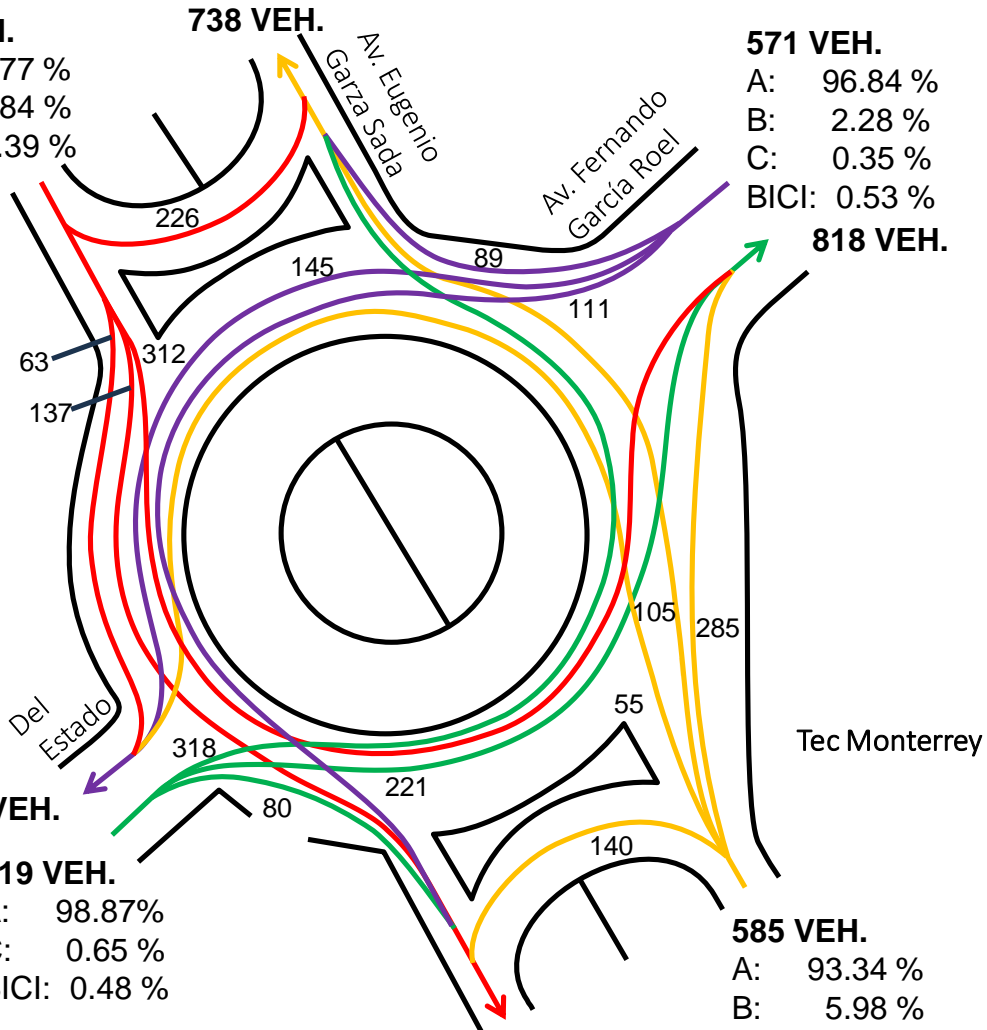 738 VEH.
77 %
84 %
.39 %
Av. Eugenio
Garza Sada
Av. Fernando
García Roel
571 VEH.
A: 96.84 %
B: 2.28 %
C: 0.35 %
BICI: 0.53 %
818 VEH.
226
145
89
111
63
312
137
105
285
55
Del
Estado
318
221
80
140
Tec Monterrey
VEH.
19 VEH.
98.87%
C: 0.65 %
ICI: 0.48 %
585 VEH.
A: 93.34 %
B: 5.98 %